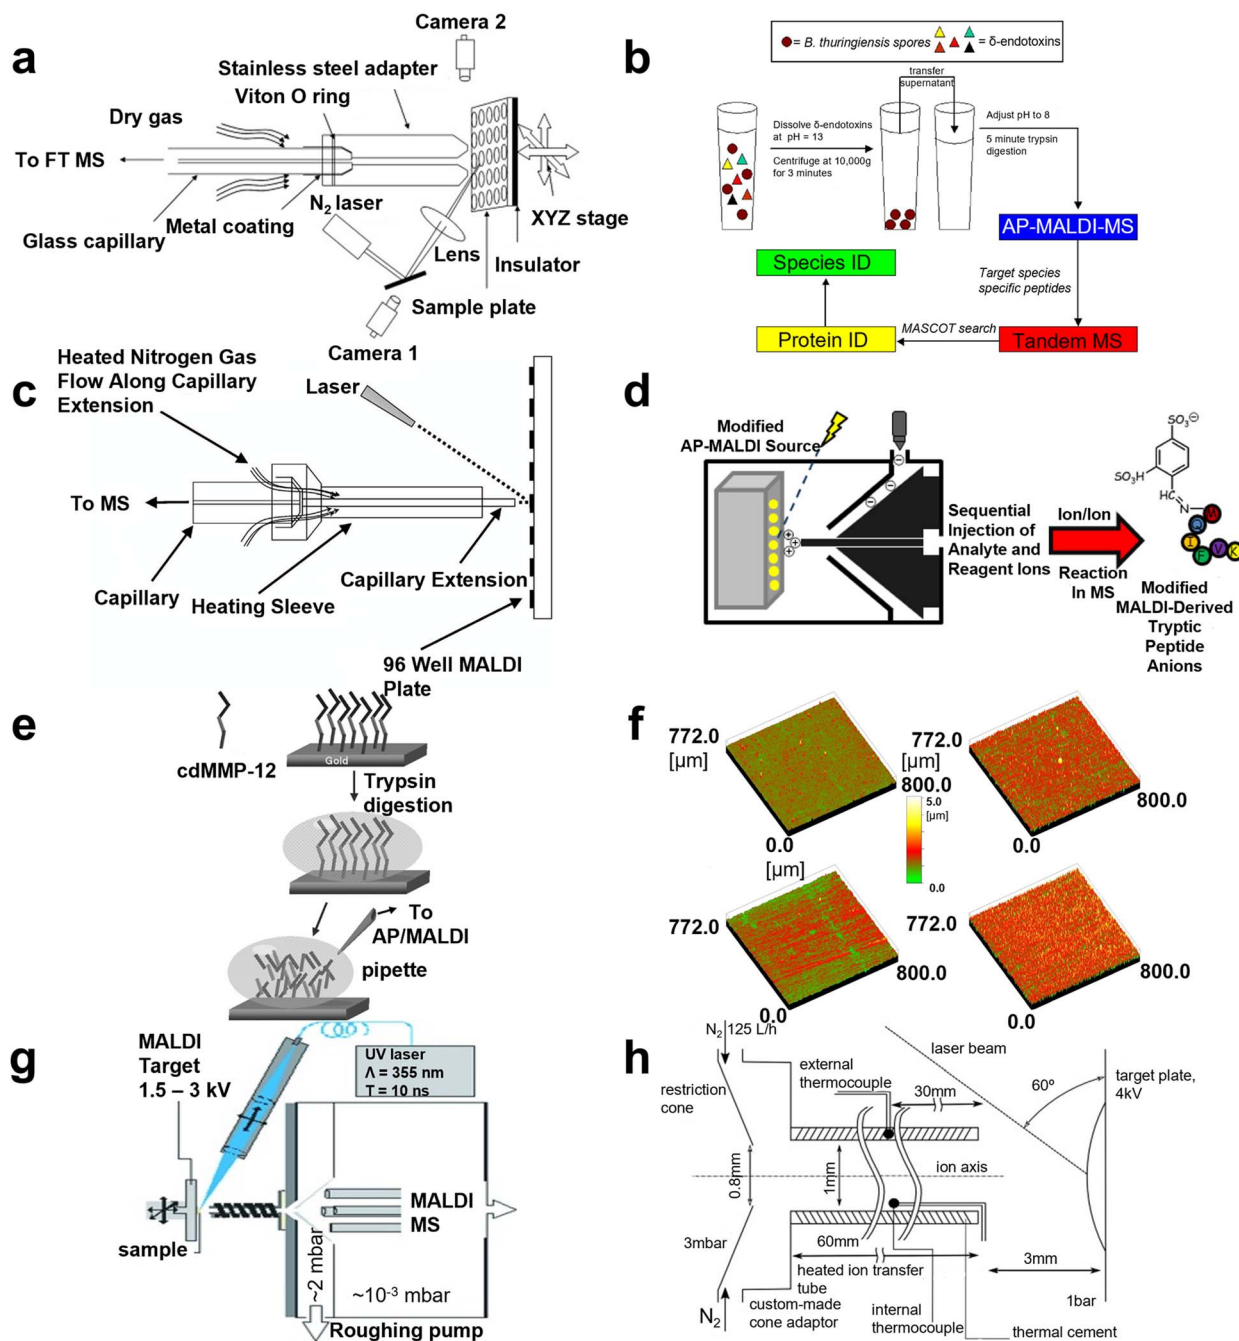 a
Camera 2
Stainless steel adapter
Viton O ring
Dry gas
To FT MS
N2 laser
Metal coating
Glass capillary
Lens
XYZ stage
Insulator
Sample plate
Camera 1
b
= B. thuringiensis spores
= δ-endotoxins
transfer
supernatant
Dissolve δ-endotoxins
at pH = 13
Centrifuge at 10,000g
for 3 minutes
Adjust pH to 8
5 minute trypsin
digestion
AP-MALDI-MS
Target species
specific peptides
Tandem MS
MASCOT search
Protein ID
Species ID
c
Heated Nitrogen Gas
Flow Along Capillary
Extension
Laser
To MS
Capillary
Heating Sleeve
Capillary Extension
96 Well MALDI
Plate
d
Modified
AP-MALDI Source
Sequential
Injection of
Analyte and
Reagent Ions
Ion/Ion
Reaction
In MS
SO3⊖
SO3H
HC
N
M
Q
I
F
V
K
Modified
MALDI-Derived
Tryptic
Peptide
Anions
e
cdMMP-12
Gold
Trypsin
digestion
To
AP/MALDI
pipette
f
772.0
[µm]
0.0
[µm]
800.0
5.0
[µm]
0.0
772.0
[µm]
800.0
0.0
772.0
800.0
0.0
772.0
800.0
0.0
g
MALDI
Target
1.5 – 3 kV
UV laser
Λ = 355 nm
T = 10 ns
sample
MALDI
MS
~2 mbar
~10-3 mbar
Roughing pump
h
N2 125 L/h
restriction
cone
external
thermocouple
laser beam
30mm
60º
target plate,
4kV
0.8mm
1mm
ion axis
3mbar
60mm
heated ion transfer
tube
custom-made
cone adaptor
N2
internal
thermocouple
3mm
1bar
thermal cement